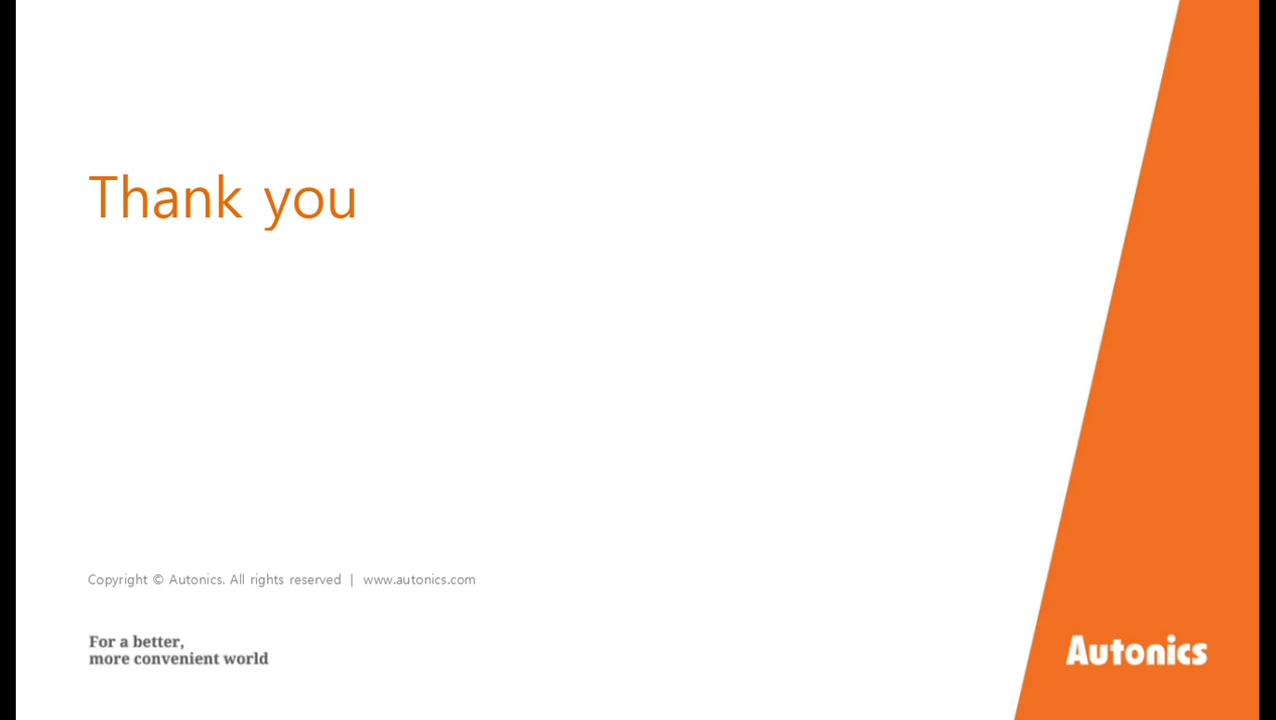 Thank you
Copyright © Autonics. All rights reserved | www.autonics.com
For a better,
more convenient world
Autonics